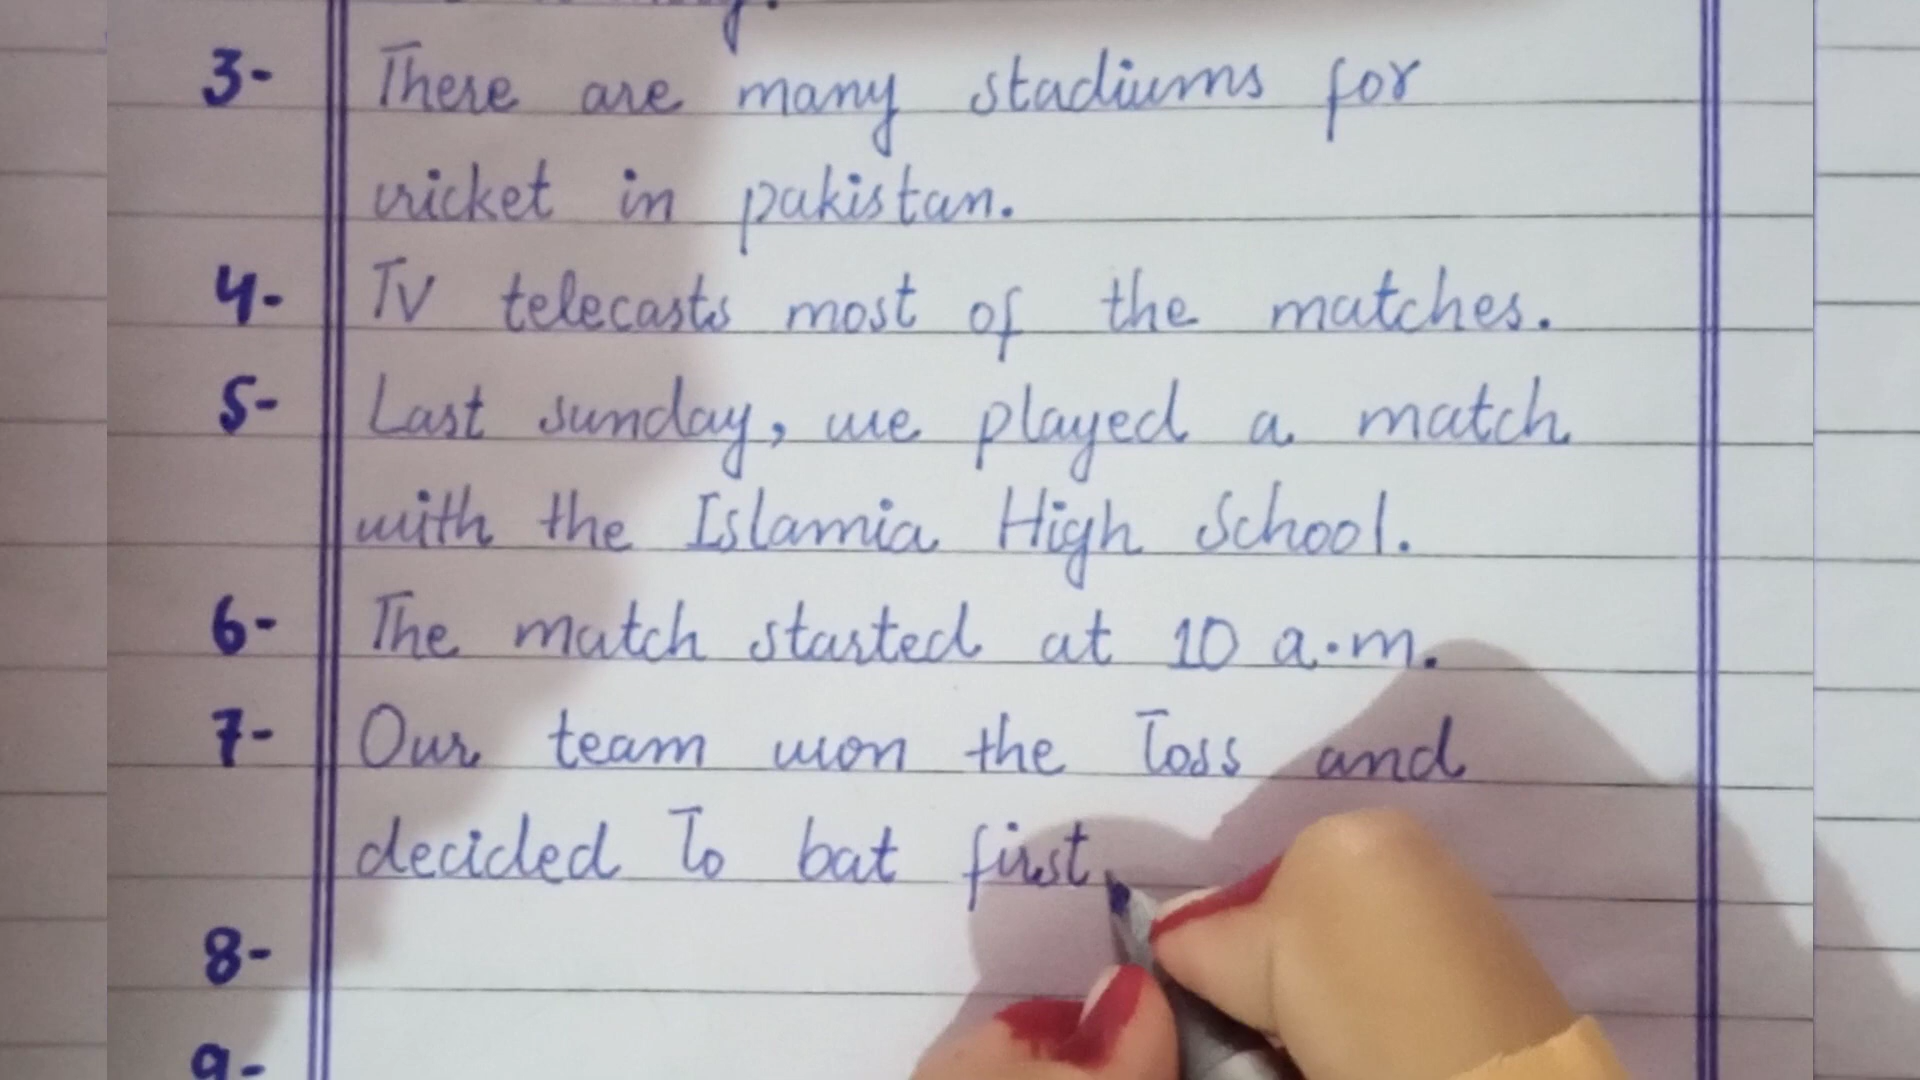 3- There are many stadiums for
cricket in pakistan.
4- TV telecasts most of the matches.
5- Last sunday, we played a match
with the Islamia High School.
6- The match started at 10 a.m.
7- Our team won the Toss and
decided To bat first
8-
9-